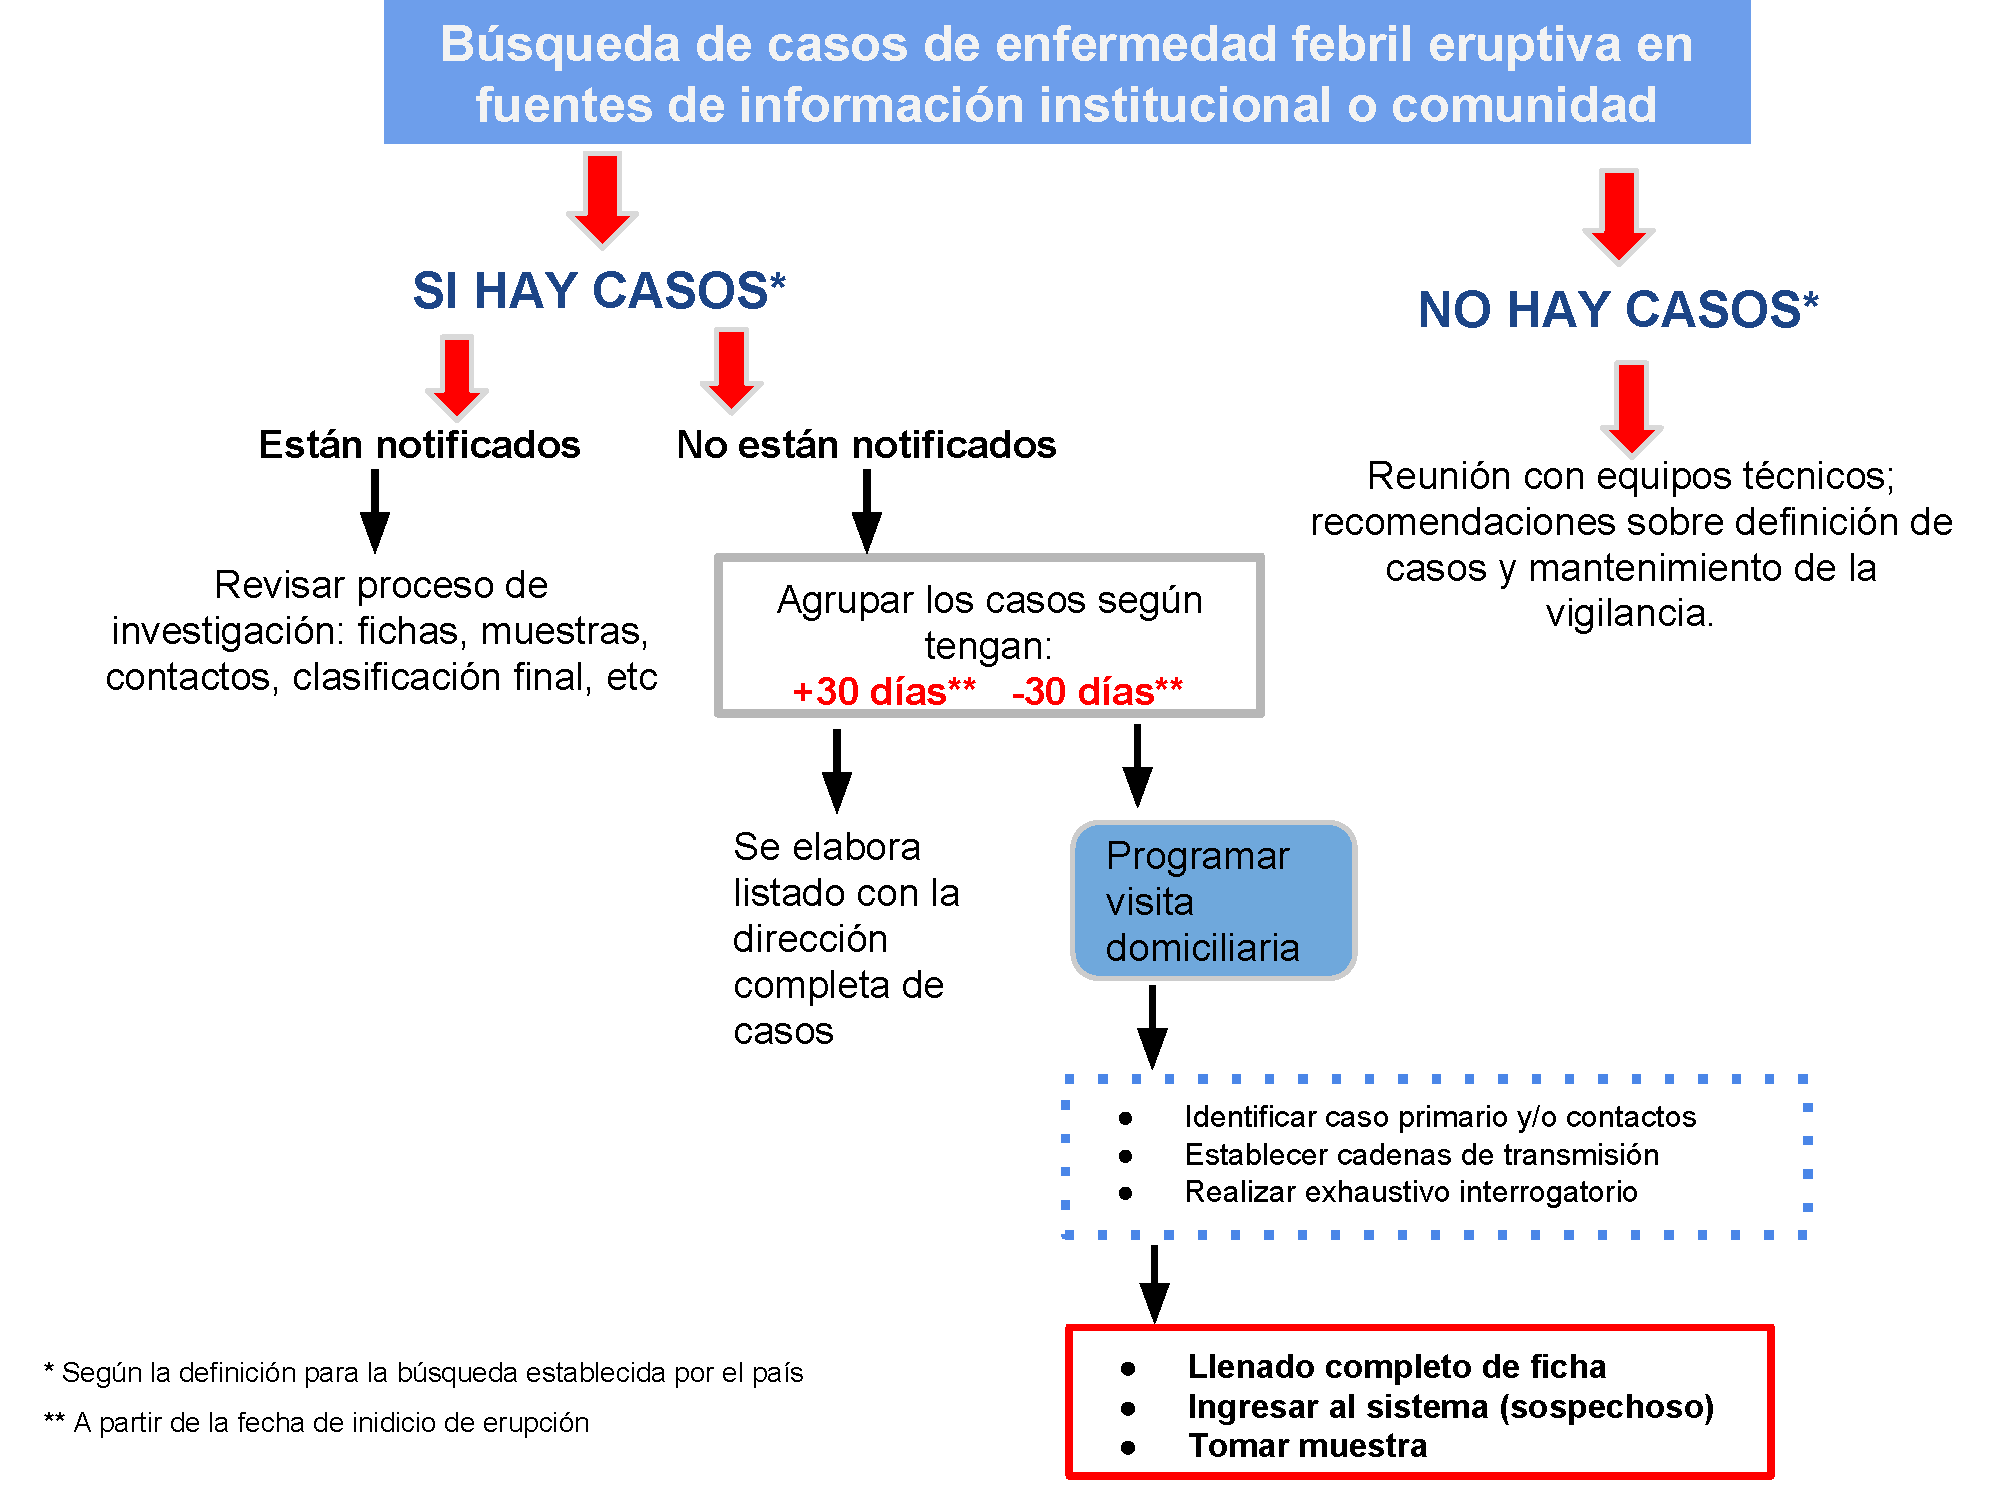 Búsqueda de casos de enfermedad febril eruptiva en
fuentes de información institucional o comunidad
SI HAY CASOS*
NO HAY CASOS*
Están notificados
No están notificados
Revisar proceso de
investigación: fichas, muestras,
contactos, clasificación final, etc
Agrupar los casos según
tengan:
+30 días** -30 días**
Reunión con equipos técnicos;
recomendaciones sobre definición de
casos y mantenimiento de la
vigilancia.
Se elabora
listado con la
dirección
completa de
casos
Programar
visita
domiciliaria
● Identificar caso primario y/o contactos
● Establecer cadenas de transmisión
● Realizar exhaustivo interrogatorio
● Llenado completo de ficha
● Ingresar al sistema (sospechoso)
● Tomar muestra
* Según la definición para la búsqueda establecida por el país
** A partir de la fecha de inidicio de erupción